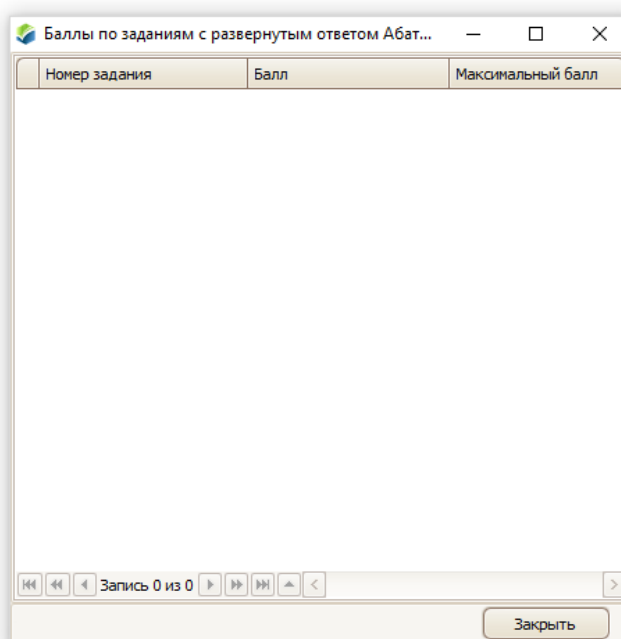 Баллы по заданиям с развернутым ответом Абат...
Номер задания Балл Максимальный балл
Запись 0 из 0
Закрыть